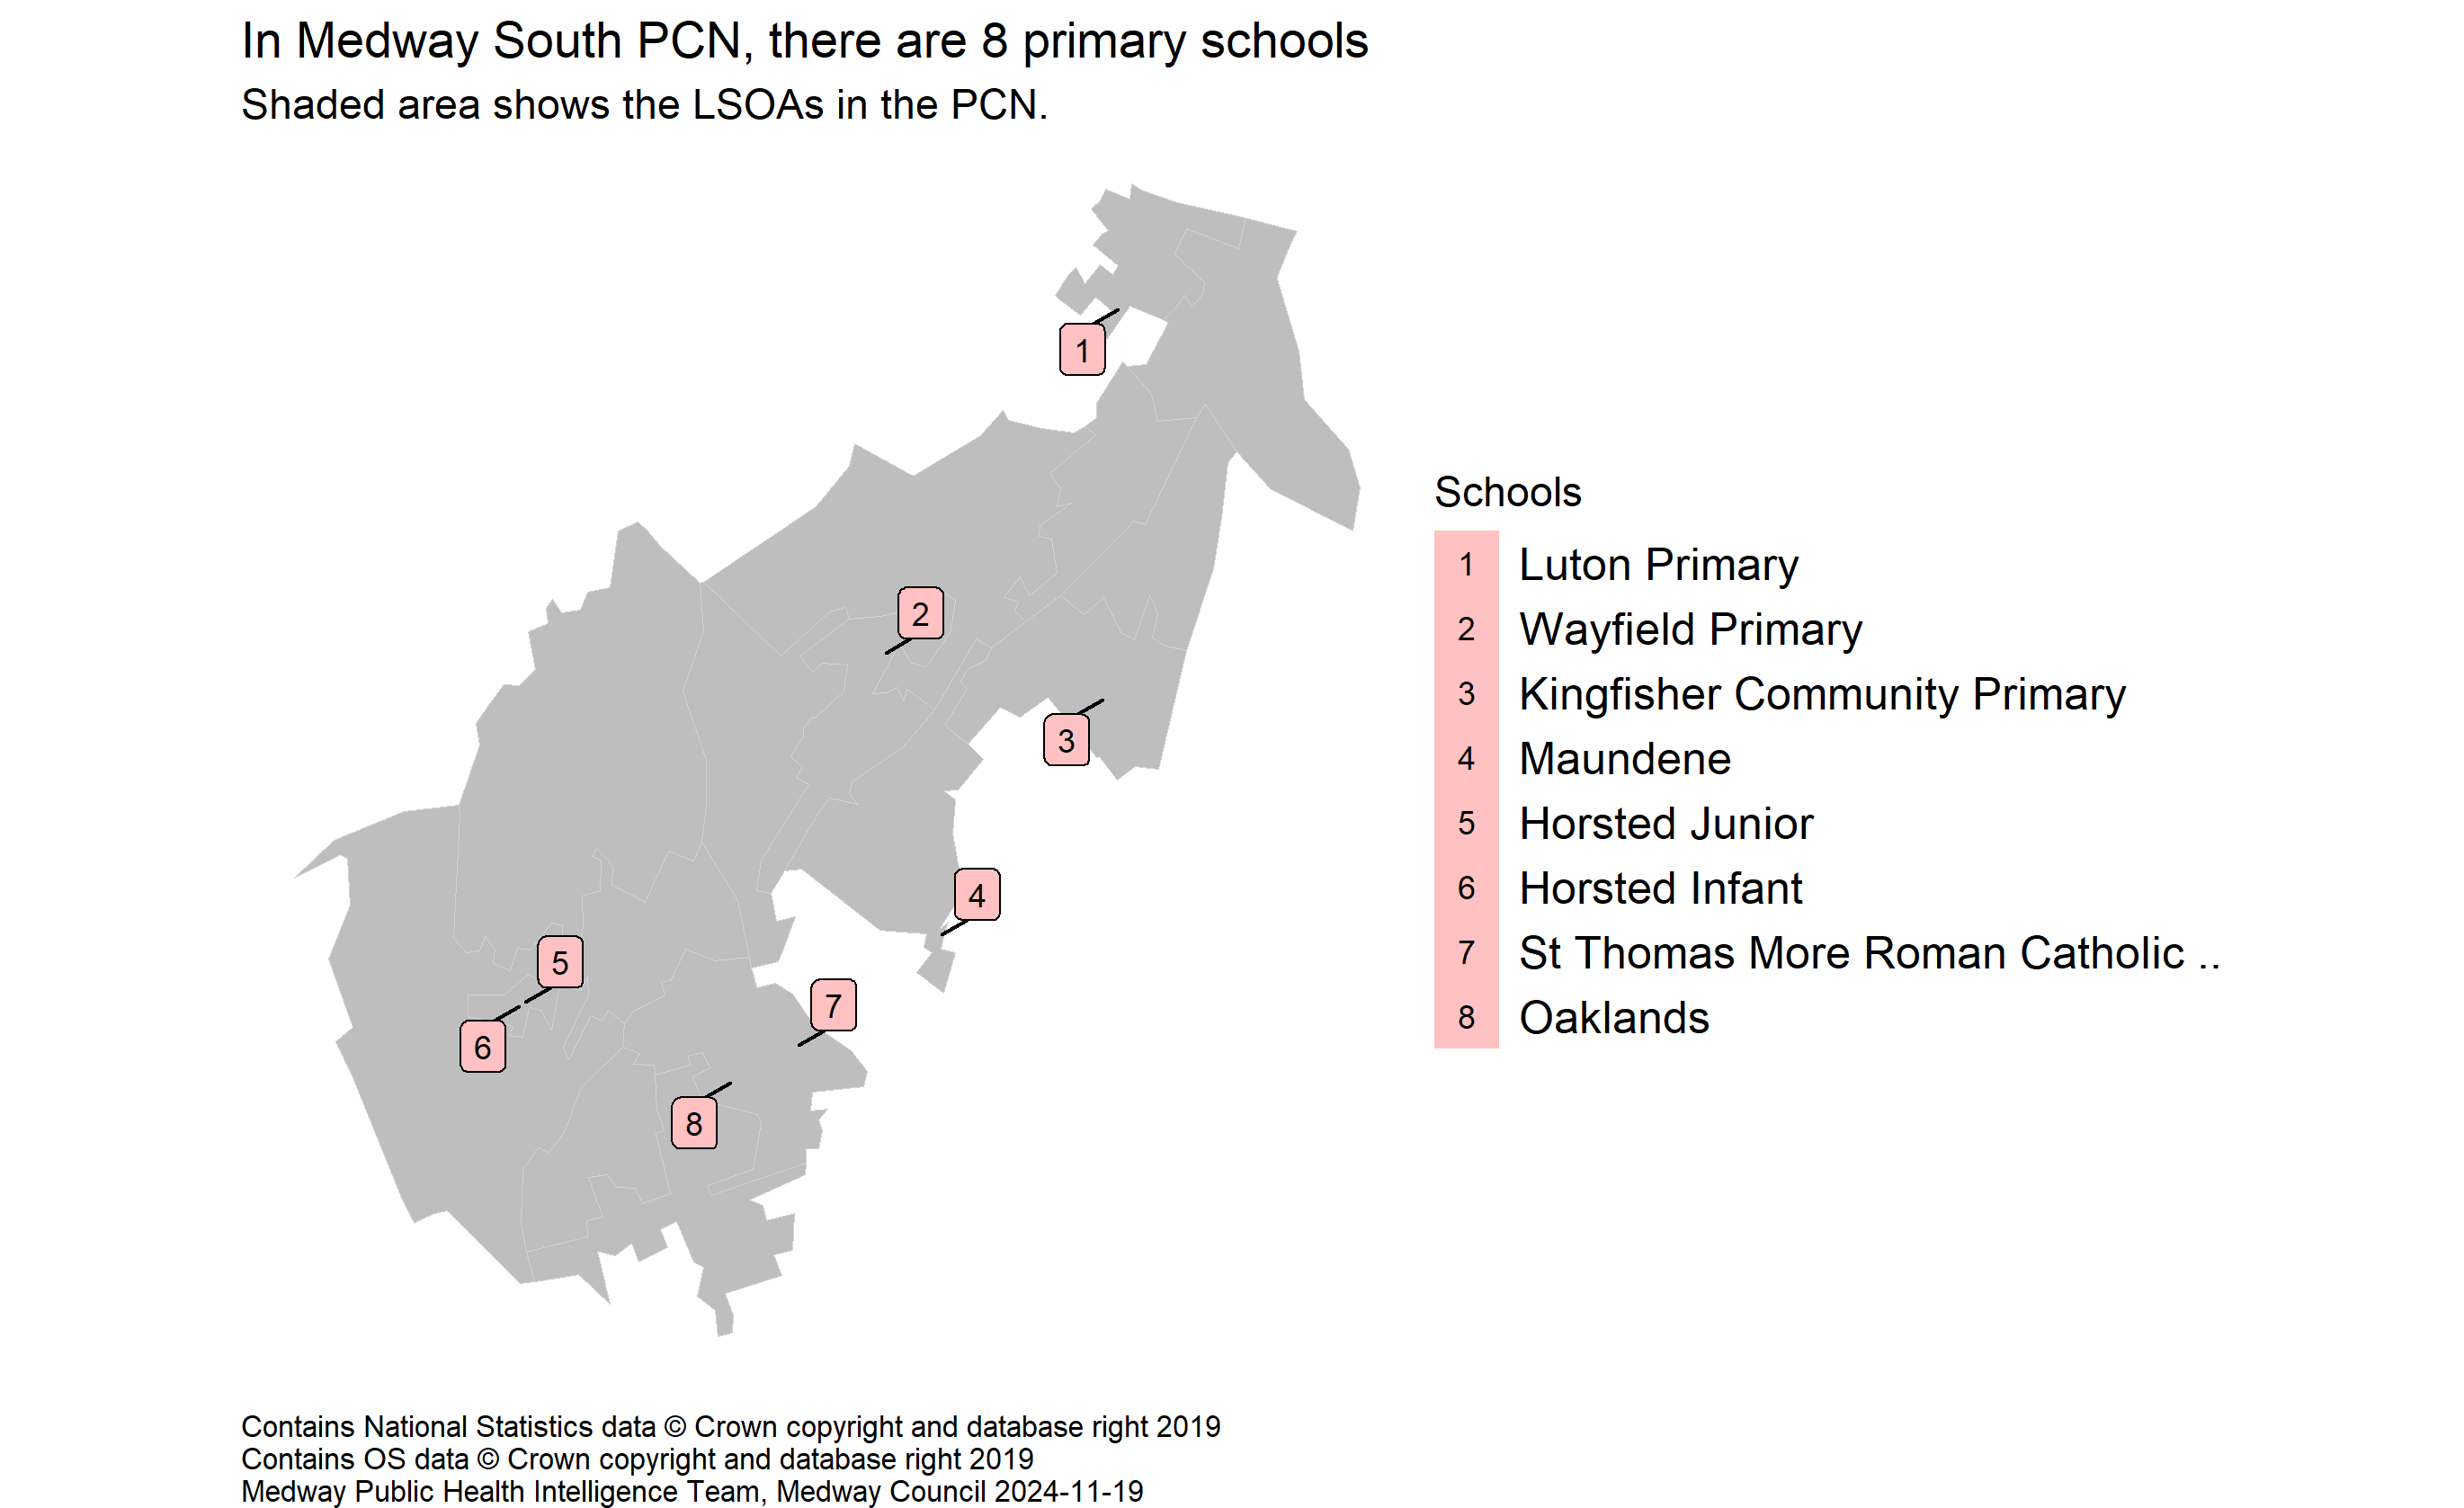 In Medway South PCN, there are 8 primary schools
Shaded area shows the LSOAs in the PCN.
1
2
3
4
5
6
7
8
Schools
1 Luton Primary
2 Wayfield Primary
3 Kingfisher Community Primary
4 Maundene
5 Horsted Junior
6 Horsted Infant
7 St Thomas More Roman Catholic ..
8 Oaklands
Contains National Statistics data © Crown copyright and database right 2019
Contains OS data © Crown copyright and database right 2019
Medway Public Health Intelligence Team, Medway Council 2024-11-19